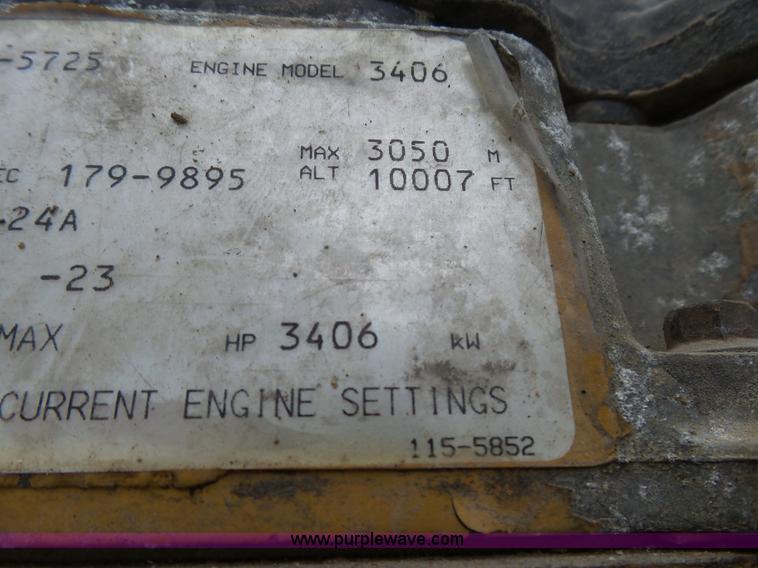 -5725 ENGINE MODEL 3406
MAX 3050 M
EC 179-9895 ALT 10007 FT
-24A
-23
MAX HP 3406 kW
CURRENT ENGINE SETTINGS
115-5852
www.purplewave.com